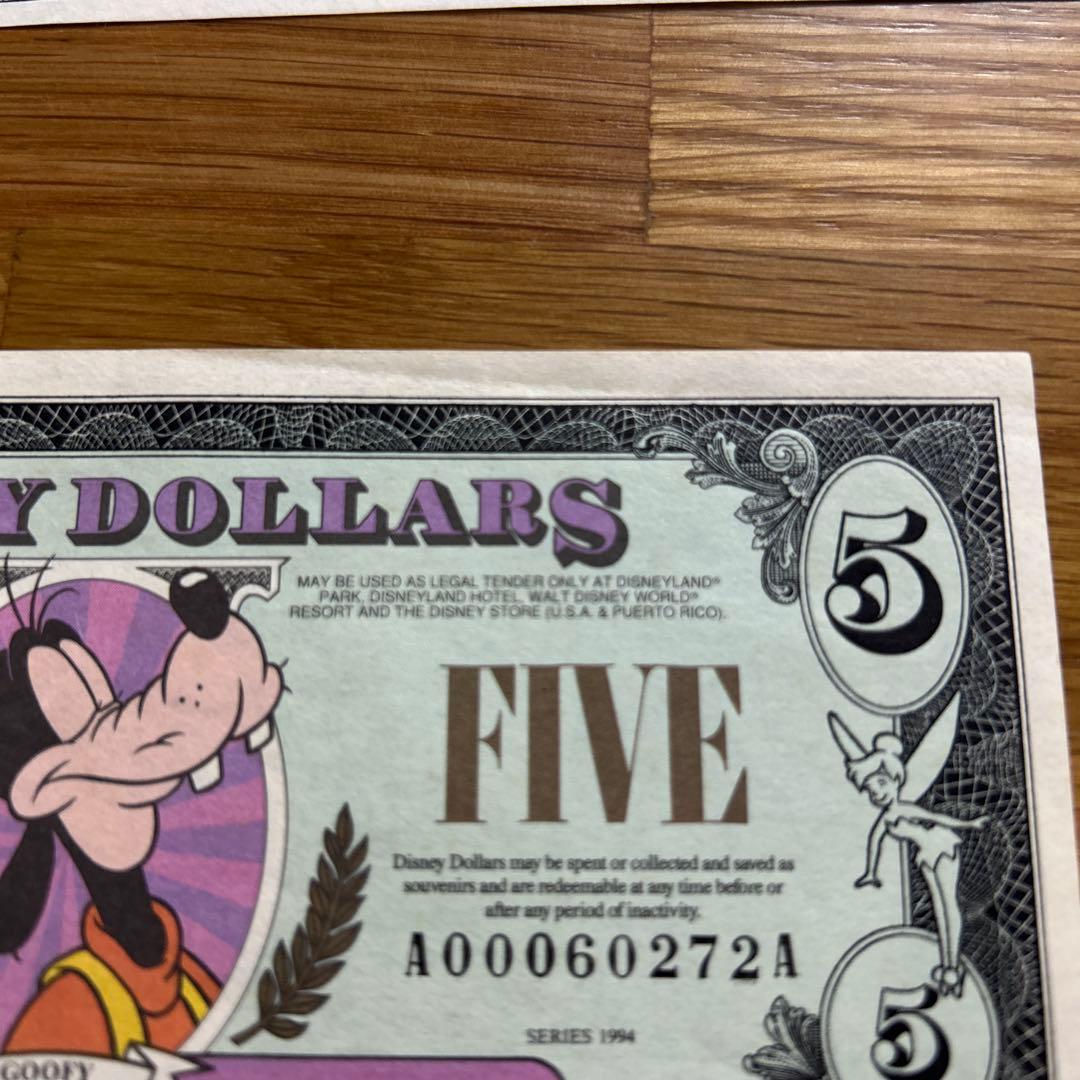 Y DOLLARS
5
MAY BE USED AS LEGAL TENDER ONLY AT DISNEYLAND®
PARK, DISNEYLAND HOTEL, WALT DISNEY WORLD®
RESORT AND THE DISNEY STORE (U.S.A. & PUERTO RICO).
FIVE
Disney Dollars may be spent or collected and saved as
souvenirs and are redeemable at any time before or
after any period of inactivity.
A00060272A
SERIES 1994
5
GOOFY